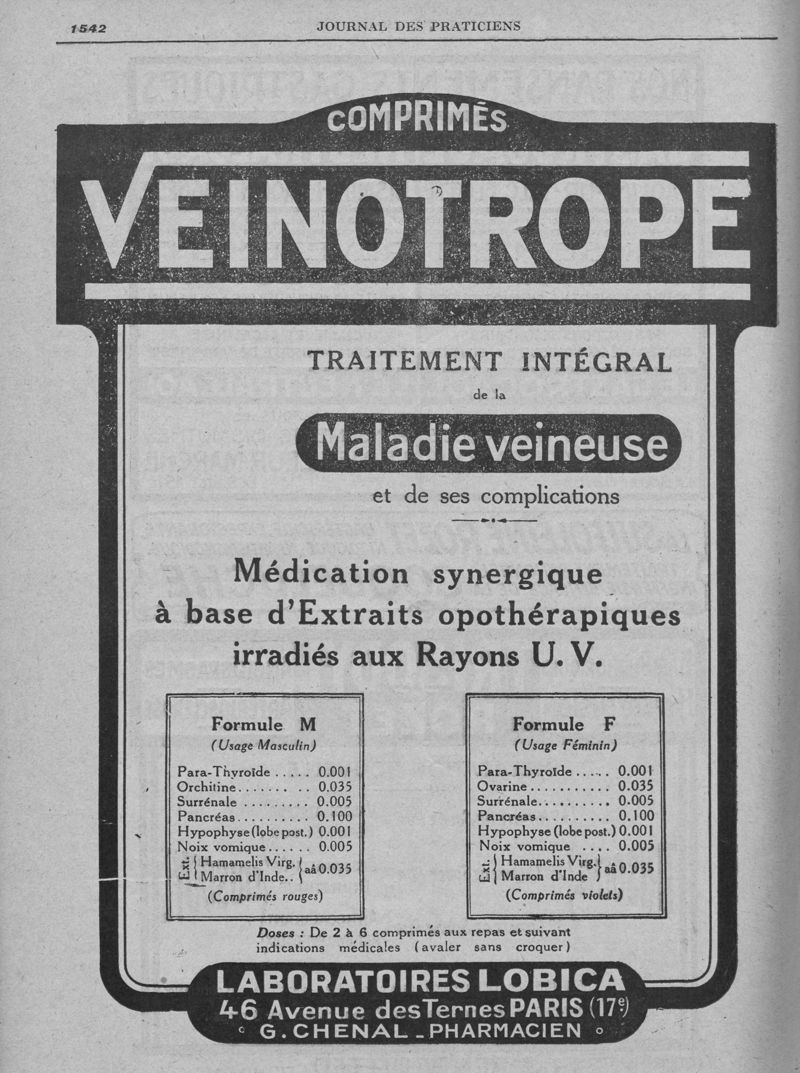 1542
JOURNAL DES PRATICIENS
COMPRIMÉS
VEINOTROPE
TRAITEMENT INTÉGRAL
de la
Maladie veineuse
et de ses complications
Médication synergique
à base d'Extraits opothérapiques
irradiés aux Rayons U. V.
Formule M
(Usage Masculin)
Para-Thyroïde ..... 0.001
Orchitine....... .. 0.035
Surrénale ......... 0.005
Pancréas.......... 0.100
Hypophyse (lobe post.) 0.001
Noix vomique...... 0.005
Ext. { Hamamelis Virg. } aâ 0.035
Marron d'Inde..
(Comprimés rouges)
Formule F
(Usage Féminin)
Para-Thyroïde ..... 0.001
Ovarine........... 0.035
Surrénale.......... 0.005
Pancréas.......... 0.100
Hypophyse (lobe post.) 0.001
Noix vomique .... 0.005
Ext. { Hamamelis Virg. } aâ 0.035
Marron d'Inde
(Comprimés violets)
Doses : De 2 à 6 comprimés aux repas et suivant
indications médicales (avaler sans croquer)
LABORATOIRES LOBICA
46 Avenue des Ternes PARIS (17e)
G. CHENAL _ PHARMACIEN